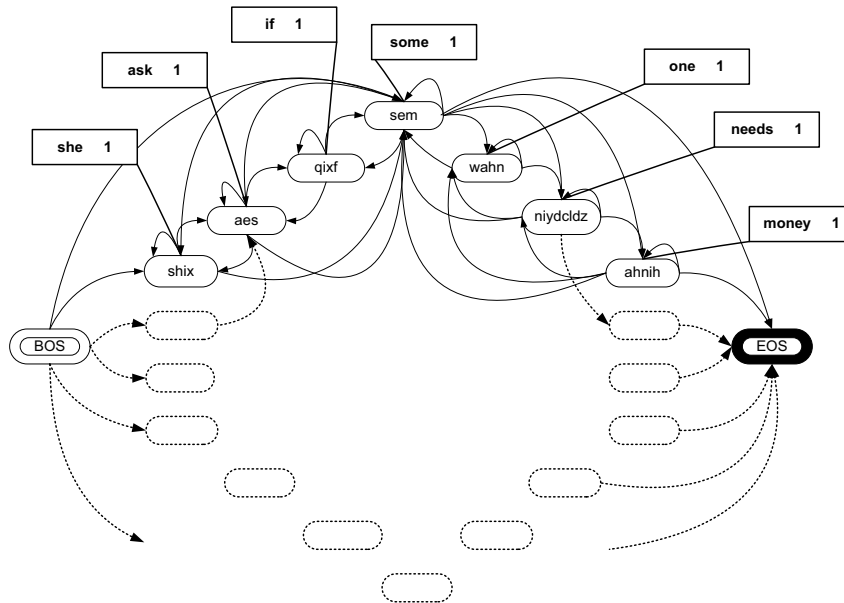 if 1
some 1
ask 1
one 1
she 1
needs 1
money 1
sem
qixf
wahn
aes
niydcldz
shix
ahnih
BOS
EOS